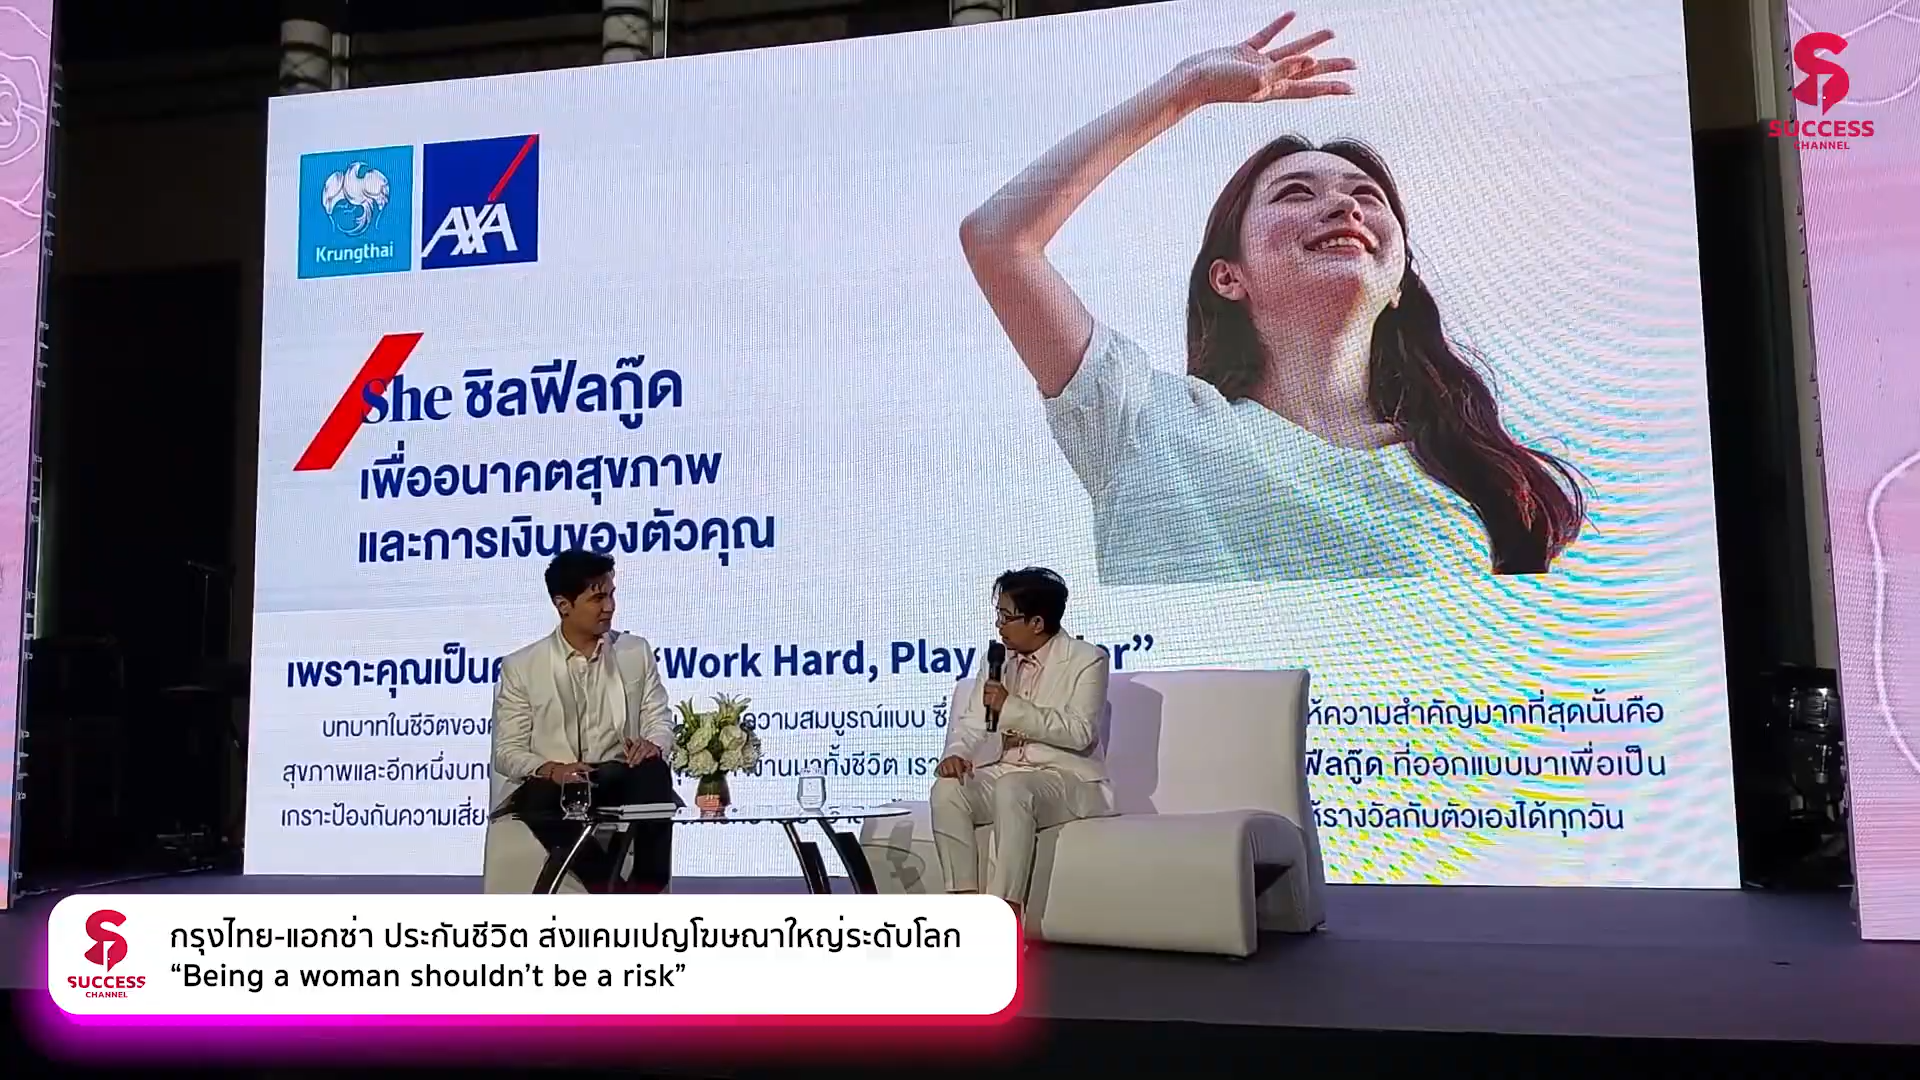 SUCCESS
CHANNEL
Krungthai
AXA
She ชิลฟีลกู๊ด
เพื่ออนาคตสุขภาพ
และการเงินของตัวคุณ
เพราะคุณเป็น “Work Hard, Play
บทบาทในชีวิตของ ความสมบูรณ์แบบ ให้ความสำคัญมากที่สุดนั้นคือ
สุขภาพและอีกหนึ่ง งานมาทั้งชีวิต เรา ฟีลกู๊ด ที่ออกแบบมาเพื่อเป็น
เกราะป้องกันความเสี่ยง ให้รางวัลกับตัวเองได้ทุกวัน
SUCCESS
CHANNEL
กรุงไทย-แอกซ่า ประกันชีวิต ส่งแคมเปญโฆษณาใหญ่ระดับโลก
“Being a woman shouldn’t be a risk”